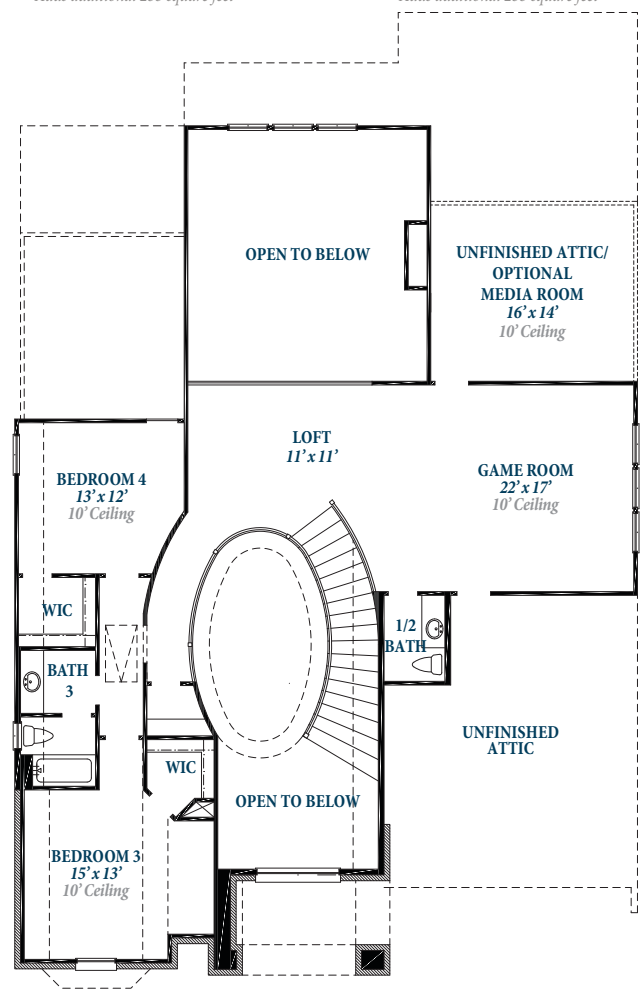 OPEN TO BELOW
UNFINISHED ATTIC/
OPTIONAL
MEDIA ROOM
16’ x 14’
10’ Ceiling
LOFT
11’ x 11’
GAME ROOM
22’ x 17’
10’ Ceiling
BEDROOM 4
13’ x 12’
10’ Ceiling
WIC
1/2
BATH
BATH
3
UNFINISHED
ATTIC
WIC
OPEN TO BELOW
BEDROOM 3
15’ x 13’
10’ Ceiling